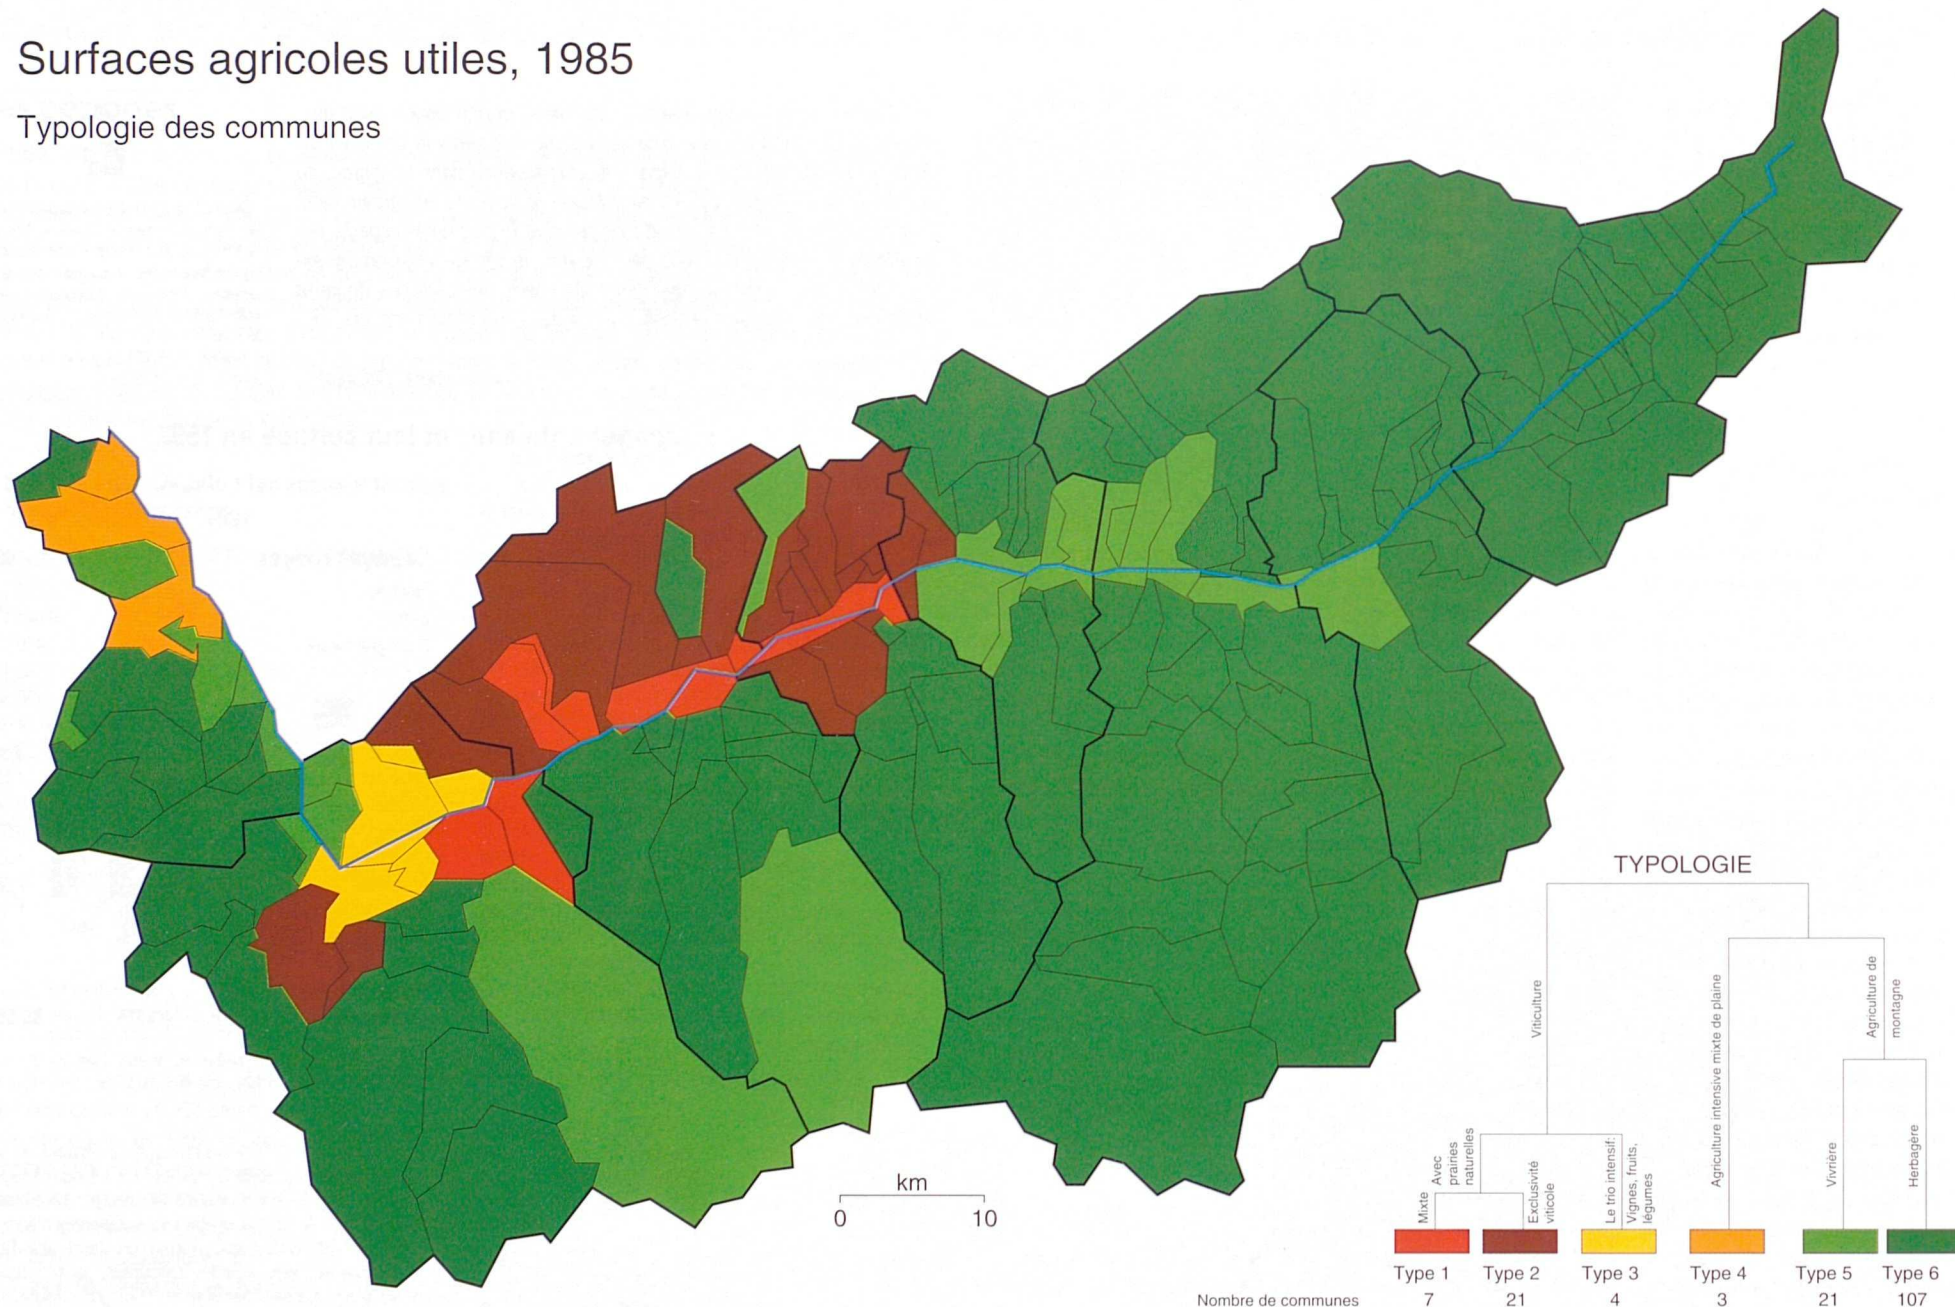 Surfaces agricoles utiles, 1985
Typologie des communes
km
0 10
TYPOLOGIE
Viticulture
Avec
prairies
naturelles
Mixte
Exclusivité
viticole
Le trio intensif:
Vignes, fruits,
légumes
Agriculture intensive mixte de plaine
Agriculture de
montagne
Vivrière
Herbagère
Type 1 Type 2 Type 3 Type 4 Type 5 Type 6
Nombre de communes 7 21 4 3 21 107